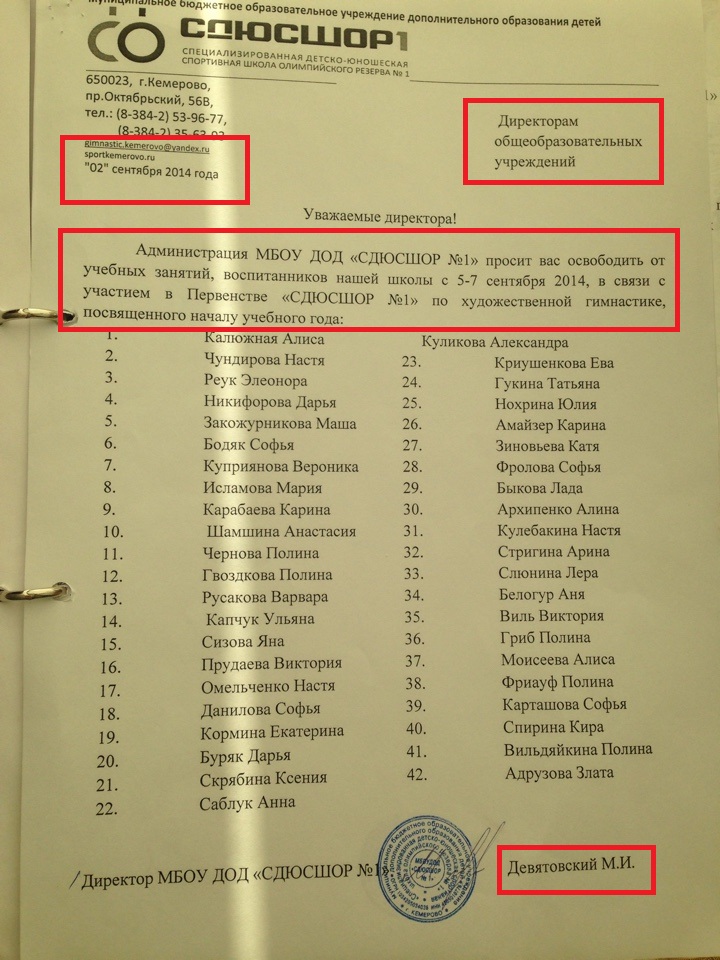 Муниципальное бюджетное образовательное учреждение дополнительного образования детей
СДЮСШОР1
СПЕЦИАЛИЗИРОВАННАЯ ДЕТСКО-ЮНОШЕСКАЯ
СПОРТИВНАЯ ШКОЛА ОЛИМПИЙСКОГО РЕЗЕРВА № 1
650023, г.Кемерово,
пр.Октябрьский, 56В,
тел.: (8-384-2) 53-96-77,
(8-384-2) 35-63-
gimnastic.kemerovo@yandex.ru
sportkemerovo.ru
"02" сентября 2014 года
Директорам
общеобразовательных
учреждений
Уважаемые директора!
Администрация МБОУ ДОД «СДЮСШОР №1» просит вас освободить от
учебных занятий, воспитанников нашей школы с 5-7 сентября 2014, в связи с
участием в Первенстве «СДЮСШОР №1» по художественной гимнастике,
посвященного началу учебного года:
1. Калюжная Алиса
2. Чундирова Настя
3. Реук Элеонора
4. Никифорова Дарья
5. Закожурникова Маша
6. Бодяк Софья
7. Куприянова Вероника
8. Исламова Мария
9. Карабаева Карина
10. Шамшина Анастасия
11. Чернова Полина
12. Гвоздкова Полина
13. Русакова Варвара
14. Капчук Ульяна
15. Сизова Яна
16. Прудаева Виктория
17. Омельченко Настя
18. Данилова Софья
19. Кормина Екатерина
20. Буряк Дарья
21. Скрябина Ксения
22. Саблук Анна
Куликова Александра
23. Криушенкова Ева
24. Гукина Татьяна
25. Нохрина Юлия
26. Амайзер Карина
27. Зиновьева Катя
28. Фролова Софья
29. Быкова Лада
30. Архипенко Алина
31. Кулебакина Настя
32. Стригина Арина
33. Слюнина Лера
34. Белогур Аня
35. Виль Виктория
36. Гриб Полина
37. Моисеева Алиса
38. Фриауф Полина
39. Карташова Софья
40. Спирина Кира
41. Вильдяйкина Полина
42. Адрузова Злата
Директор МБОУ ДОД «СДЮСШОР №1»
Девятовский М.И.